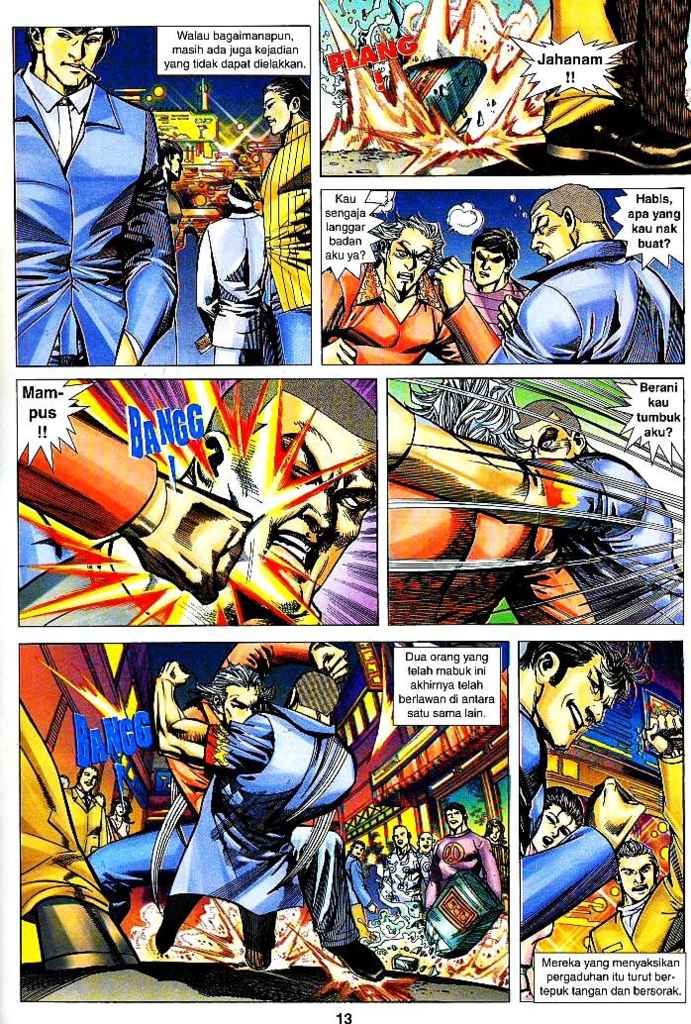 Walau bagaimanapun,
masih ada juga kejadian
yang tidak dapat dielakkan.
PLANG
!
Jahanam
!!
Kau
sengaja
langgar
badan
aku ya?
Habis,
apa yang
kau nak
buat?
Mam-
pus
!!
BANGG
!
Berani
kau
tumbuk
aku?
BANGG
!
Dua orang yang
telah mabuk ini
akhirnya telah
berlawan di antara
satu sama lain.
Mereka yang menyaksikan
pergaduhan itu turut ber-
tepuk tangan dan bersorak.
13